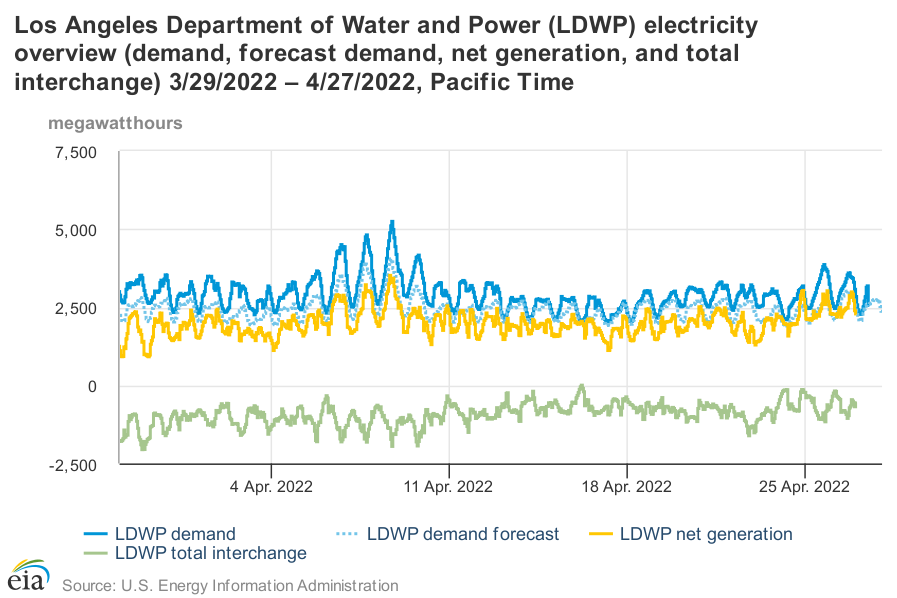 Los Angeles Department of Water and Power (LDWP) electricity
overview (demand, forecast demand, net generation, and total
interchange) 3/29/2022 – 4/27/2022, Pacific Time
megawatthours
7,500
5,000
2,500
0
-2,500
4 Apr. 2022
11 Apr. 2022
18 Apr. 2022
25 Apr. 2022
LDWP demand
LDWP demand forecast
LDWP net generation
LDWP total interchange
eia
Source: U.S. Energy Information Administration